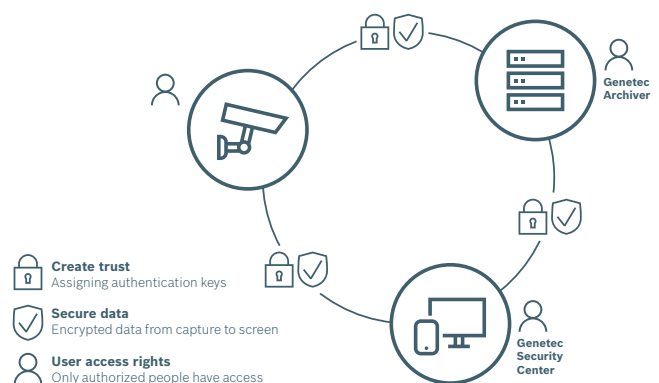 Genetec
Archiver
Create trust
Assigning authentication keys
Secure data
Encrypted data from capture to screen
User access rights
Only authorized people have access
Genetec
Security
Center